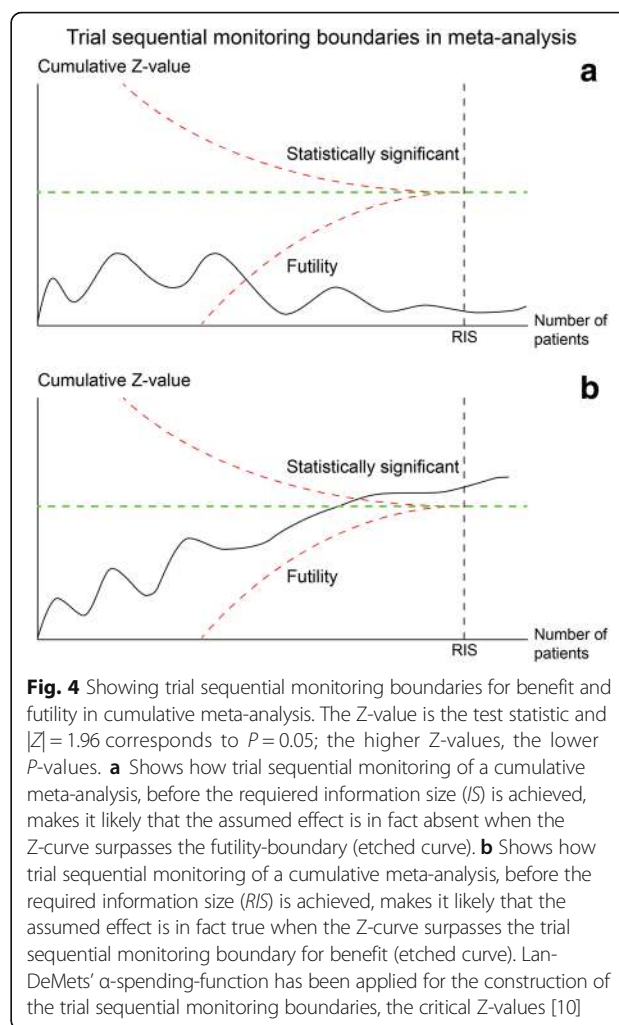 Trial sequential monitoring boundaries in meta-analysis
Cumulative Z-value
a
Statistically significant
Futility
Number of
patients
RIS
Cumulative Z-value
b
Statistically significant
Futility
Number of
patients
RIS
Fig. 4 Showing trial sequential monitoring boundaries for benefit and
futility in cumulative meta-analysis. The Z-value is the test statistic and
|Z| = 1.96 corresponds to P = 0.05; the higher Z-values, the lower
P-values. a Shows how trial sequential monitoring of a cumulative
meta-analysis, before the requiered information size (IS) is achieved,
makes it likely that the assumed effect is in fact absent when the
Z-curve surpasses the futility-boundary (etched curve). b Shows how
trial sequential monitoring of a cumulative meta-analysis, before the
required information size (RIS) is achieved, makes it likely that the
assumed effect is in fact true when the Z-curve surpasses the trial
sequential monitoring boundary for benefit (etched curve). Lan-
DeMets’ α-spending-function has been applied for the construction of
the trial sequential monitoring boundaries, the critical Z-values [10]